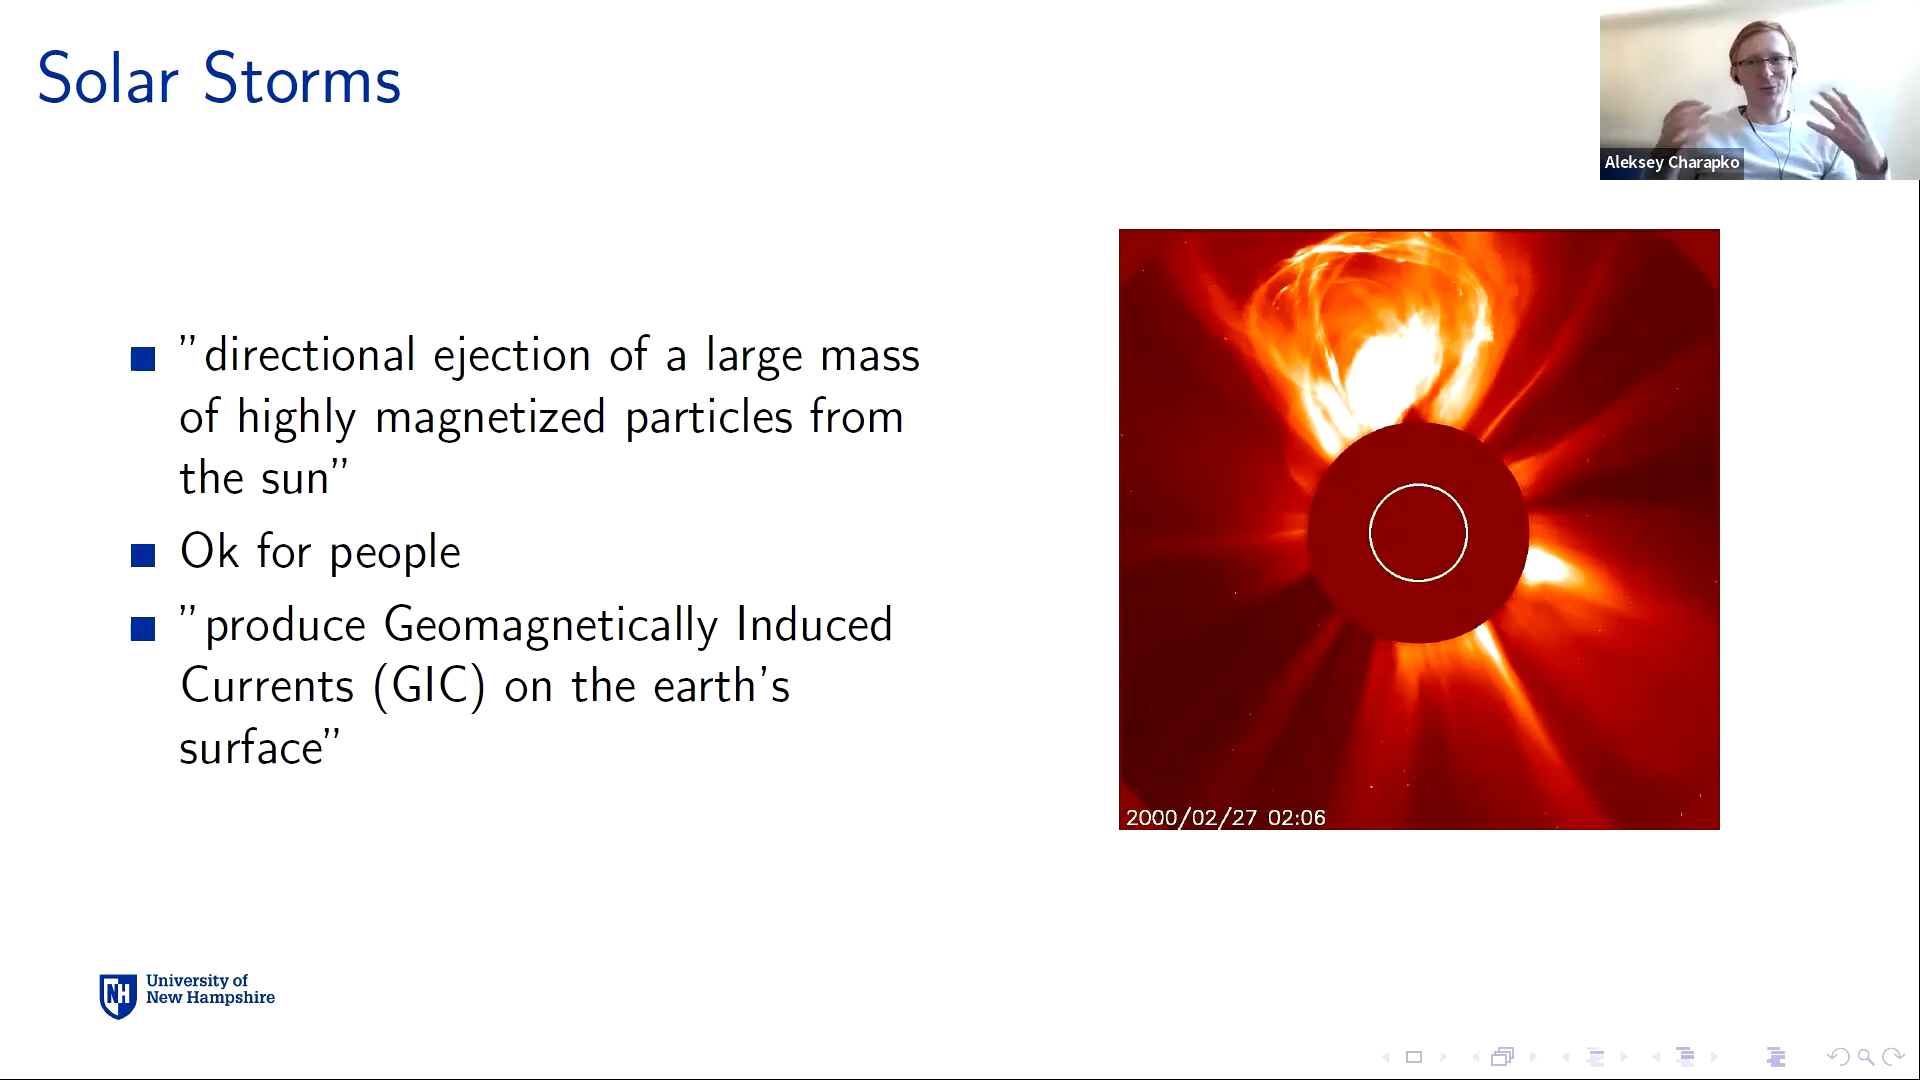 Solar Storms
Aleksey Charapko
"directional ejection of a large mass
of highly magnetized particles from
the sun"
Ok for people
"produce Geomagnetically Induced
Currents (GIC) on the earth's
surface"
2000/02/27 02:06
NH
University of
New Hampshire